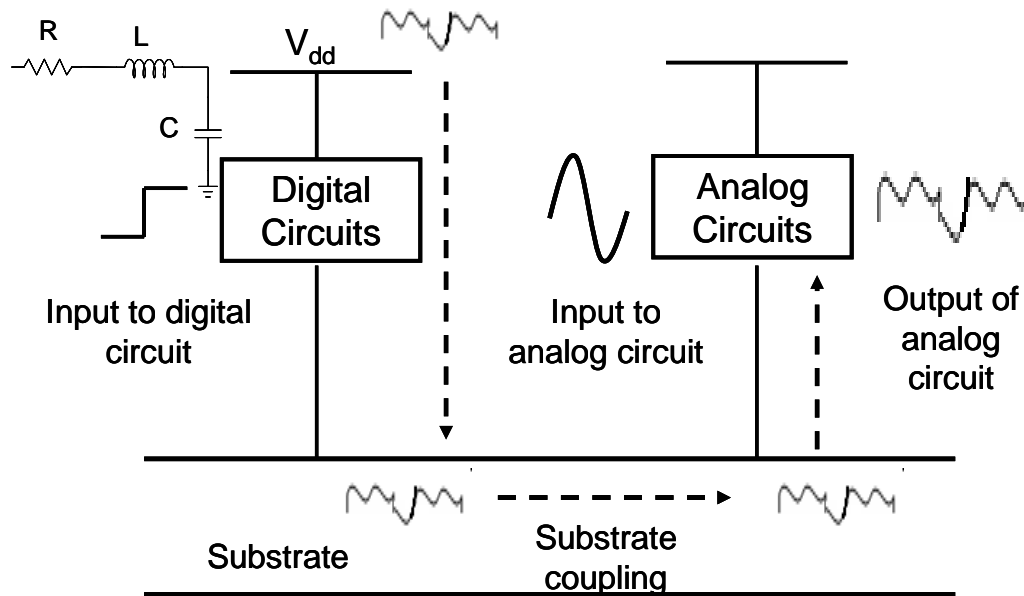 R
L
C
V_dd
Digital
Circuits
Analog
Circuits
Input to digital
circuit
Input to
analog circuit
Output of
analog
circuit
Substrate
Substrate
coupling